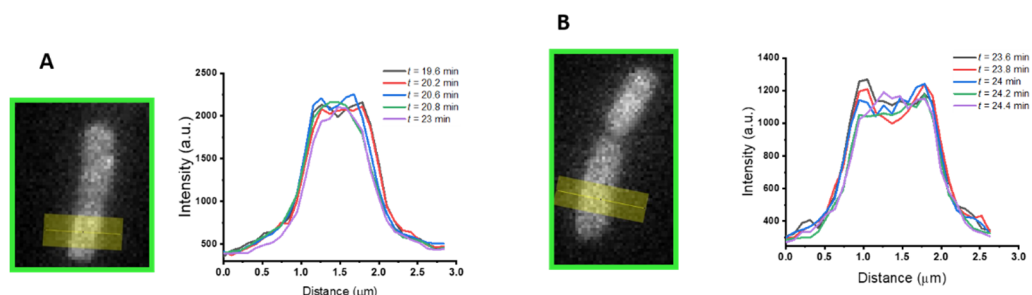 A
Intensity (a.u.)
2500
2000
1500
1000
500
0.0 0.5 1.0 1.5 2.0 2.5 3.0
Distance (μm)
t = 19.6 min
t = 20.2 min
t = 20.6 min
t = 20.8 min
t = 23 min
B
Intensity (a.u.)
1400
1200
1000
800
600
400
0.0 0.5 1.0 1.5 2.0 2.5 3.0
Distance (μm)
t = 23.6 min
t = 23.8 min
t = 24 min
t = 24.2 min
t = 24.4 min